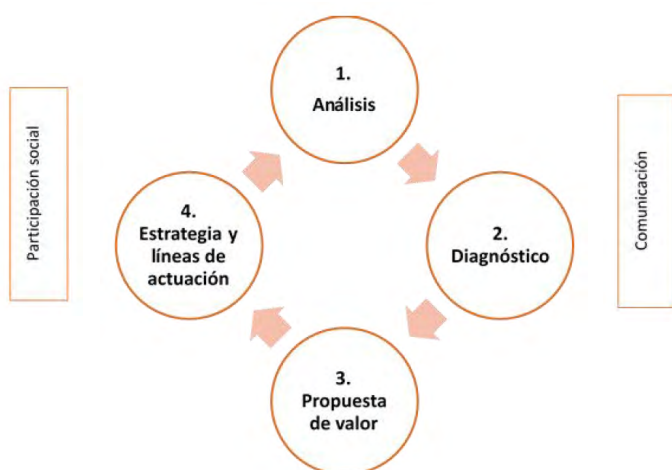 1.
Análisis
2.
Diagnóstico
3.
Propuesta
de valor
4.
Estrategia y
líneas de
actuación
Participación social
Comunicación